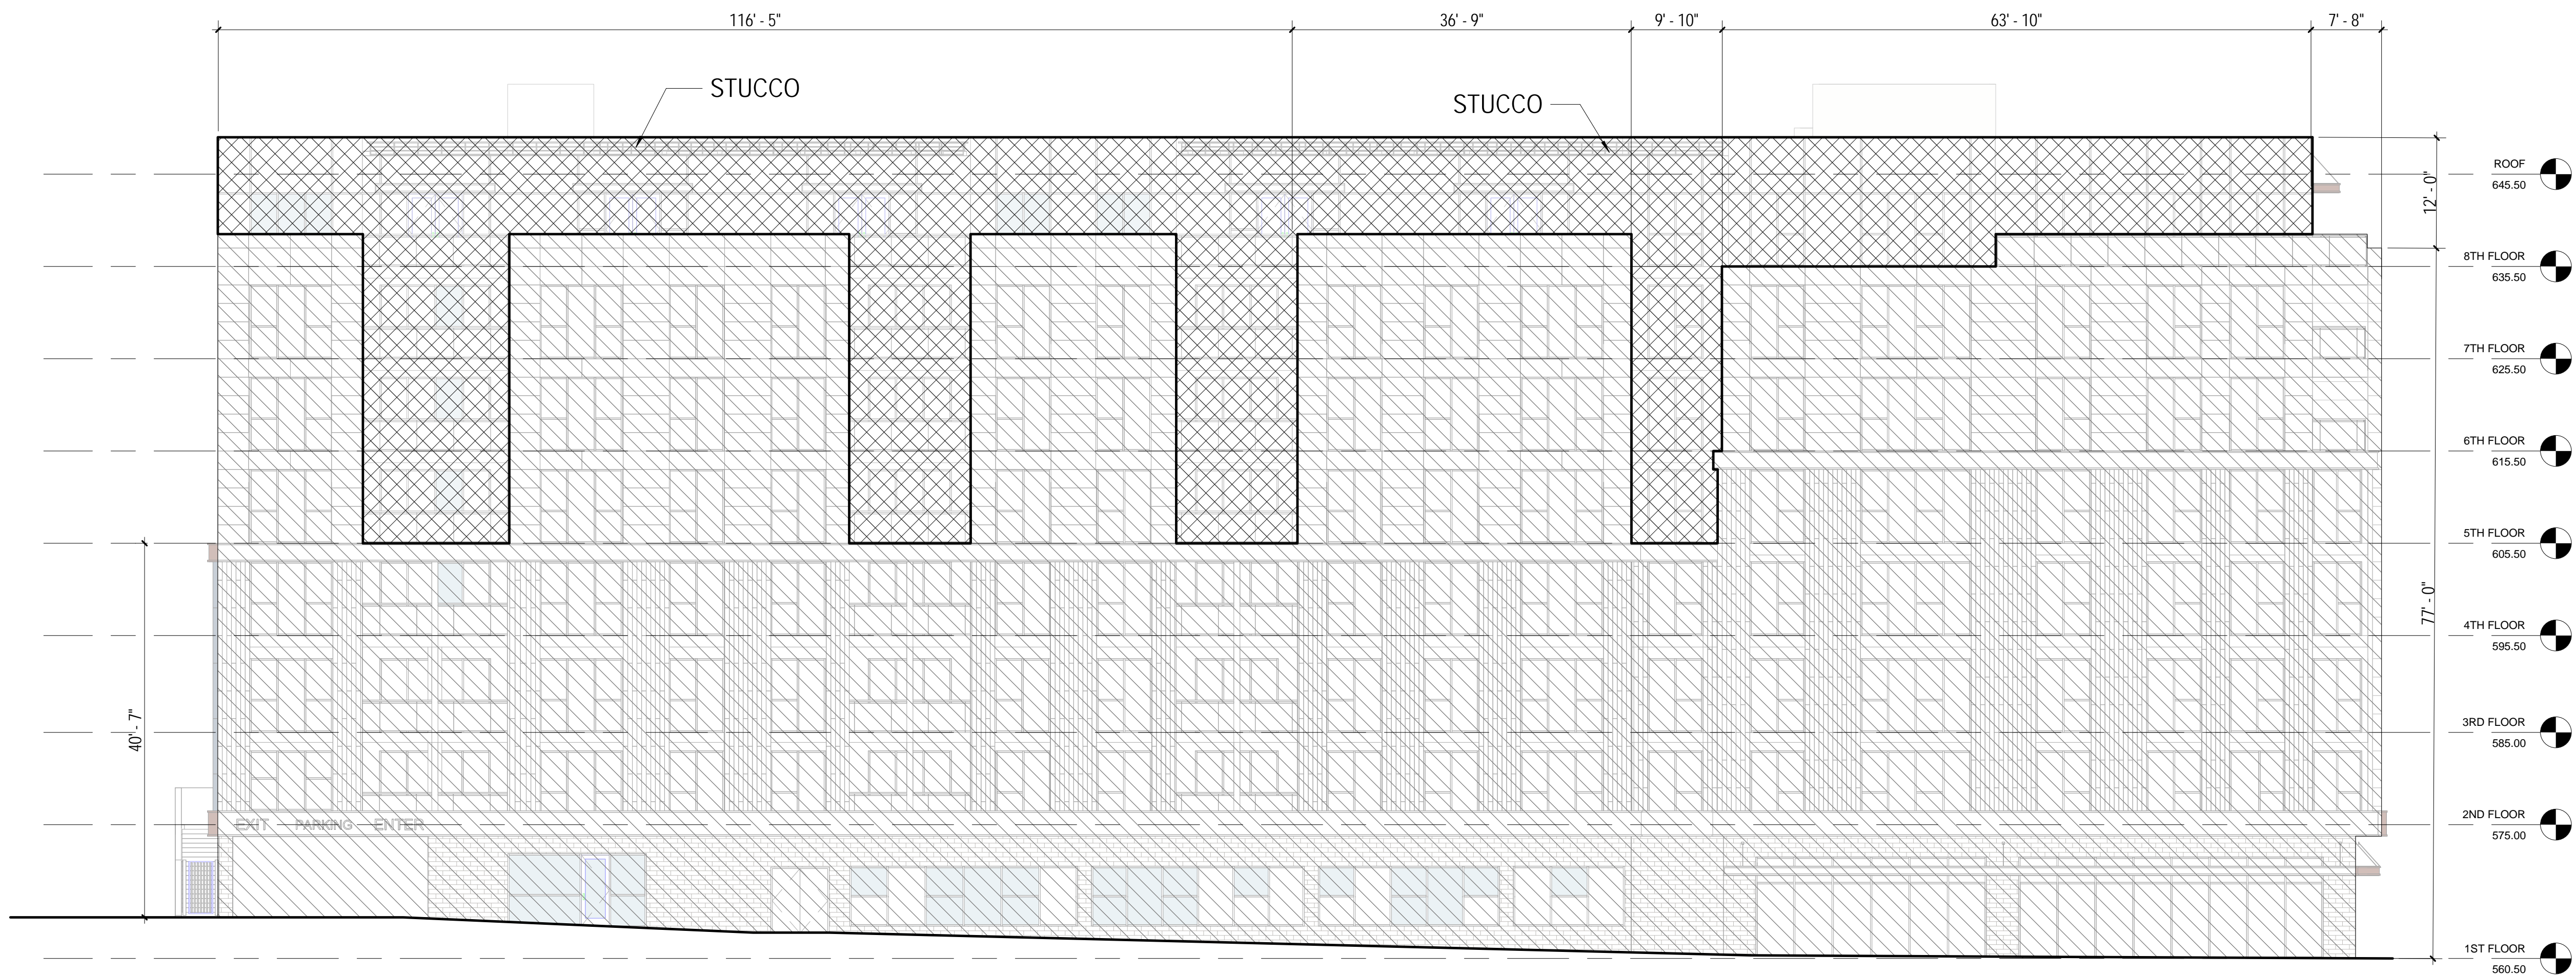 116' - 5"
36' - 9"
9' - 10"
63' - 10"
7' - 8"
STUCCO
STUCCO
ROOF
645.50
12' - 0"
8TH FLOOR
635.50
7TH FLOOR
625.50
6TH FLOOR
615.50
5TH FLOOR
605.50
77' - 0"
4TH FLOOR
595.50
40' - 7"
3RD FLOOR
585.00
EXIT PARKING ENTER
2ND FLOOR
575.00
1ST FLOOR
560.50